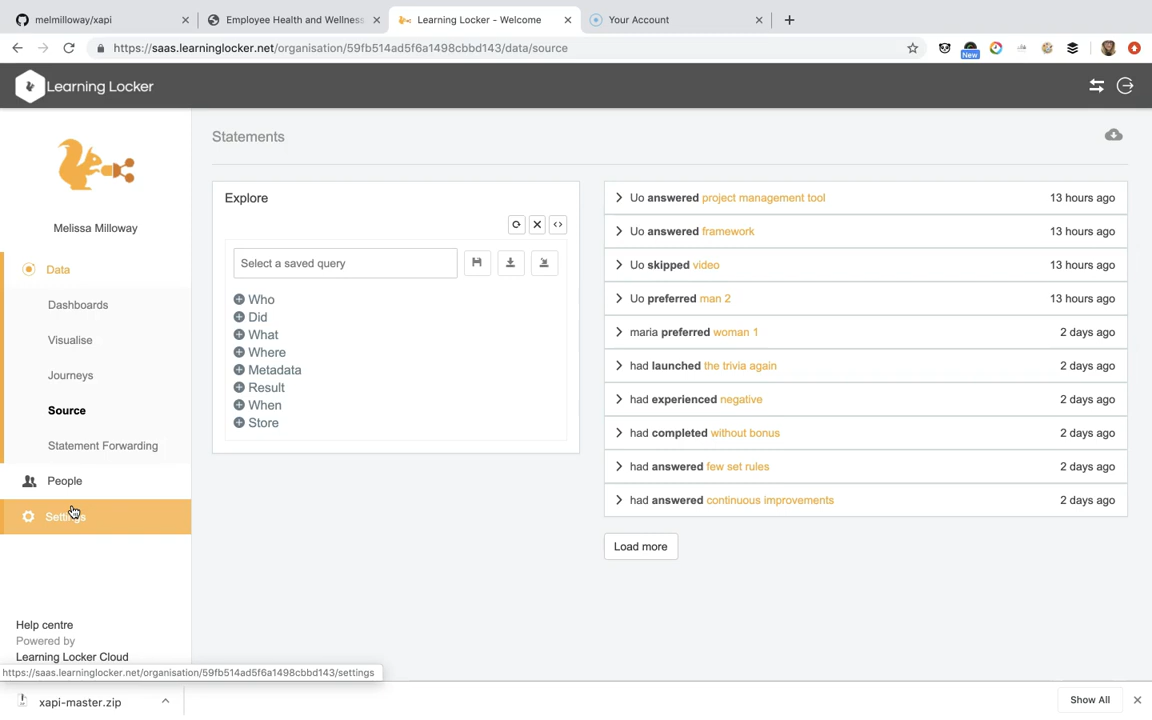 melmilloway/xapi
Employee Health and Wellness
Learning Locker - Welcome
Your Account
https://saas.learninglocker.net/organisation/59fb514ad5f6a1498cbbd143/data/source
New
Learning Locker
Melissa Milloway
Data
Dashboards
Visualise
Journeys
Source
Statement Forwarding
People
Settings
Help centre
Powered by
Learning Locker Cloud
Statements
Explore
Select a saved query
Who
Did
What
Where
Metadata
Result
When
Store
Uo answered project management tool 13 hours ago
Uo answered framework 13 hours ago
Uo skipped video 13 hours ago
Uo preferred man 2 13 hours ago
maria preferred woman 1 2 days ago
had launched the trivia again 2 days ago
had experienced negative 2 days ago
had completed without bonus 2 days ago
had answered few set rules 2 days ago
had answered continuous improvements 2 days ago
Load more
https://saas.learninglocker.net/organisation/59fb514ad5f6a1498cbbd143/settings
xapi-master.zip
Show All